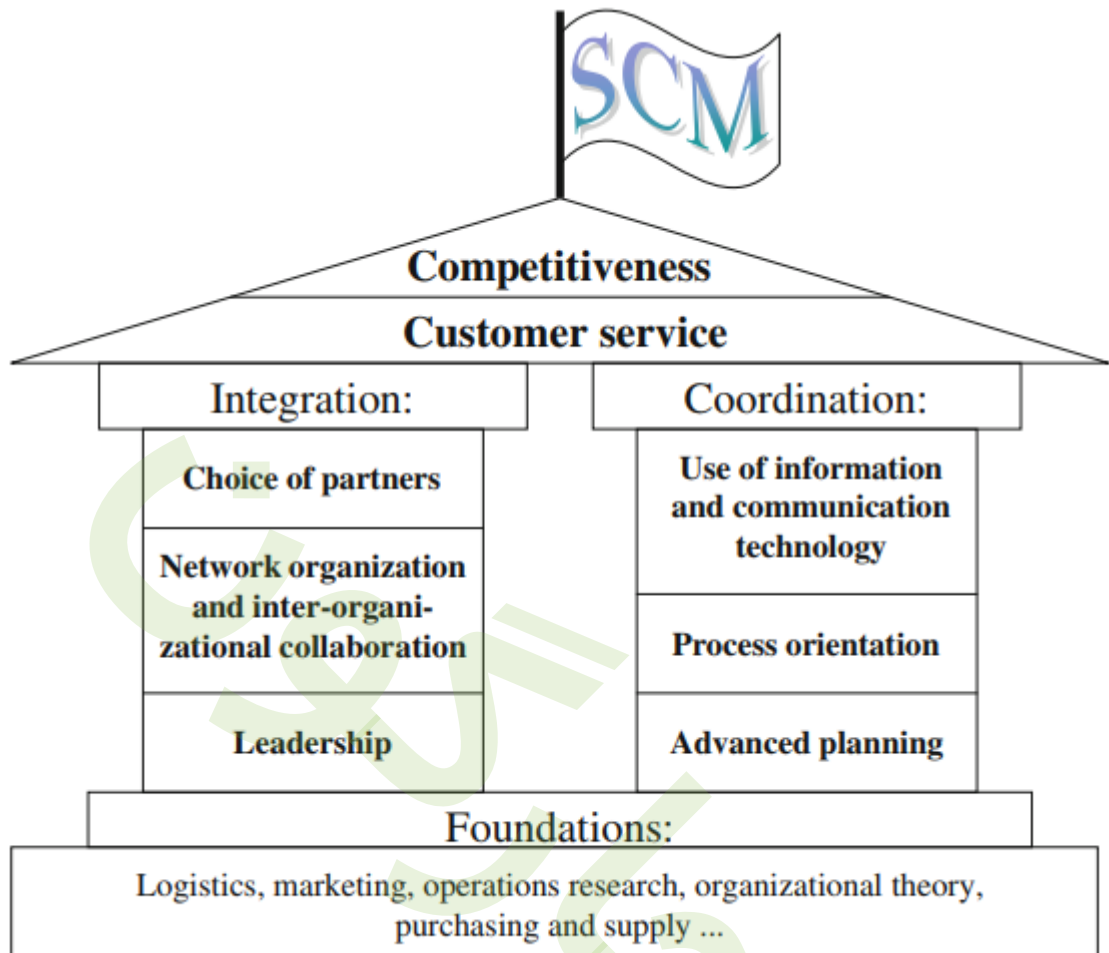 SCM
Competitiveness
Customer service
Integration:
Choice of partners
Network organization
and inter-organi-
zational collaboration
Leadership
Coordination:
Use of information
and communication
technology
Process orientation
Advanced planning
Foundations:
Logistics, marketing, operations research, organizational theory,
purchasing and supply ...